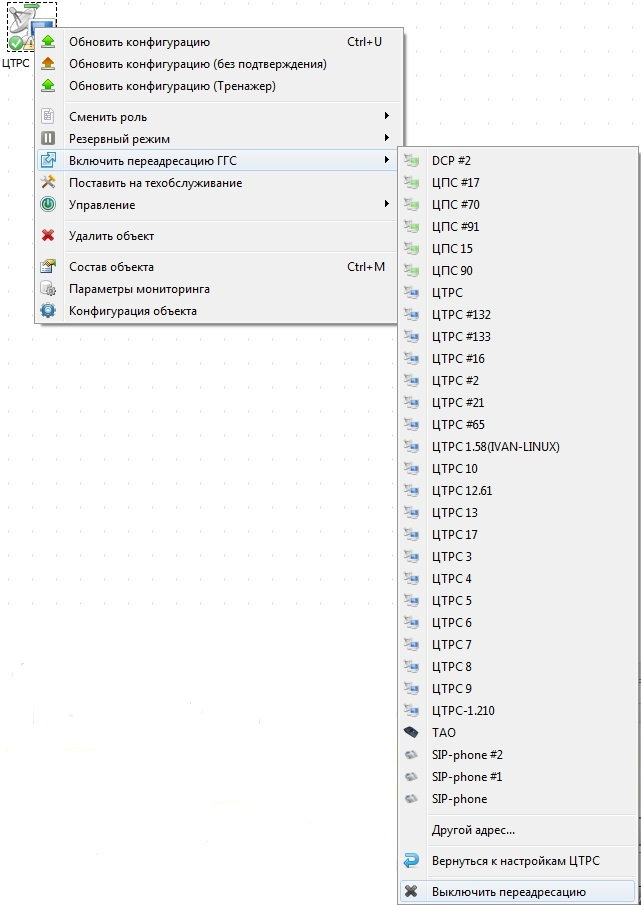 ЦТРС
Обновить конфигурацию Ctrl+U
Обновить конфигурацию (без подтверждения)
Обновить конфигурацию (Тренажер)
Сменить роль
Резервный режим
Включить переадресацию ГГС
Поставить на техобслуживание
Управление
Удалить объект
Состав объекта Ctrl+M
Параметры мониторинга
Конфигурация объекта
DCP #2
ЦПС #17
ЦПС #70
ЦПС #91
ЦПС 15
ЦПС 90
ЦТРС
ЦТРС #132
ЦТРС #133
ЦТРС #16
ЦТРС #2
ЦТРС #21
ЦТРС #65
ЦТРС 1.58(IVAN-LINUX)
ЦТРС 10
ЦТРС 12.61
ЦТРС 13
ЦТРС 17
ЦТРС 3
ЦТРС 4
ЦТРС 5
ЦТРС 6
ЦТРС 7
ЦТРС 8
ЦТРС 9
ЦТРС-1.210
ТАО
SIP-phone #2
SIP-phone #1
SIP-phone
Другой адрес...
Вернуться к настройкам ЦТРС
Выключить переадресацию